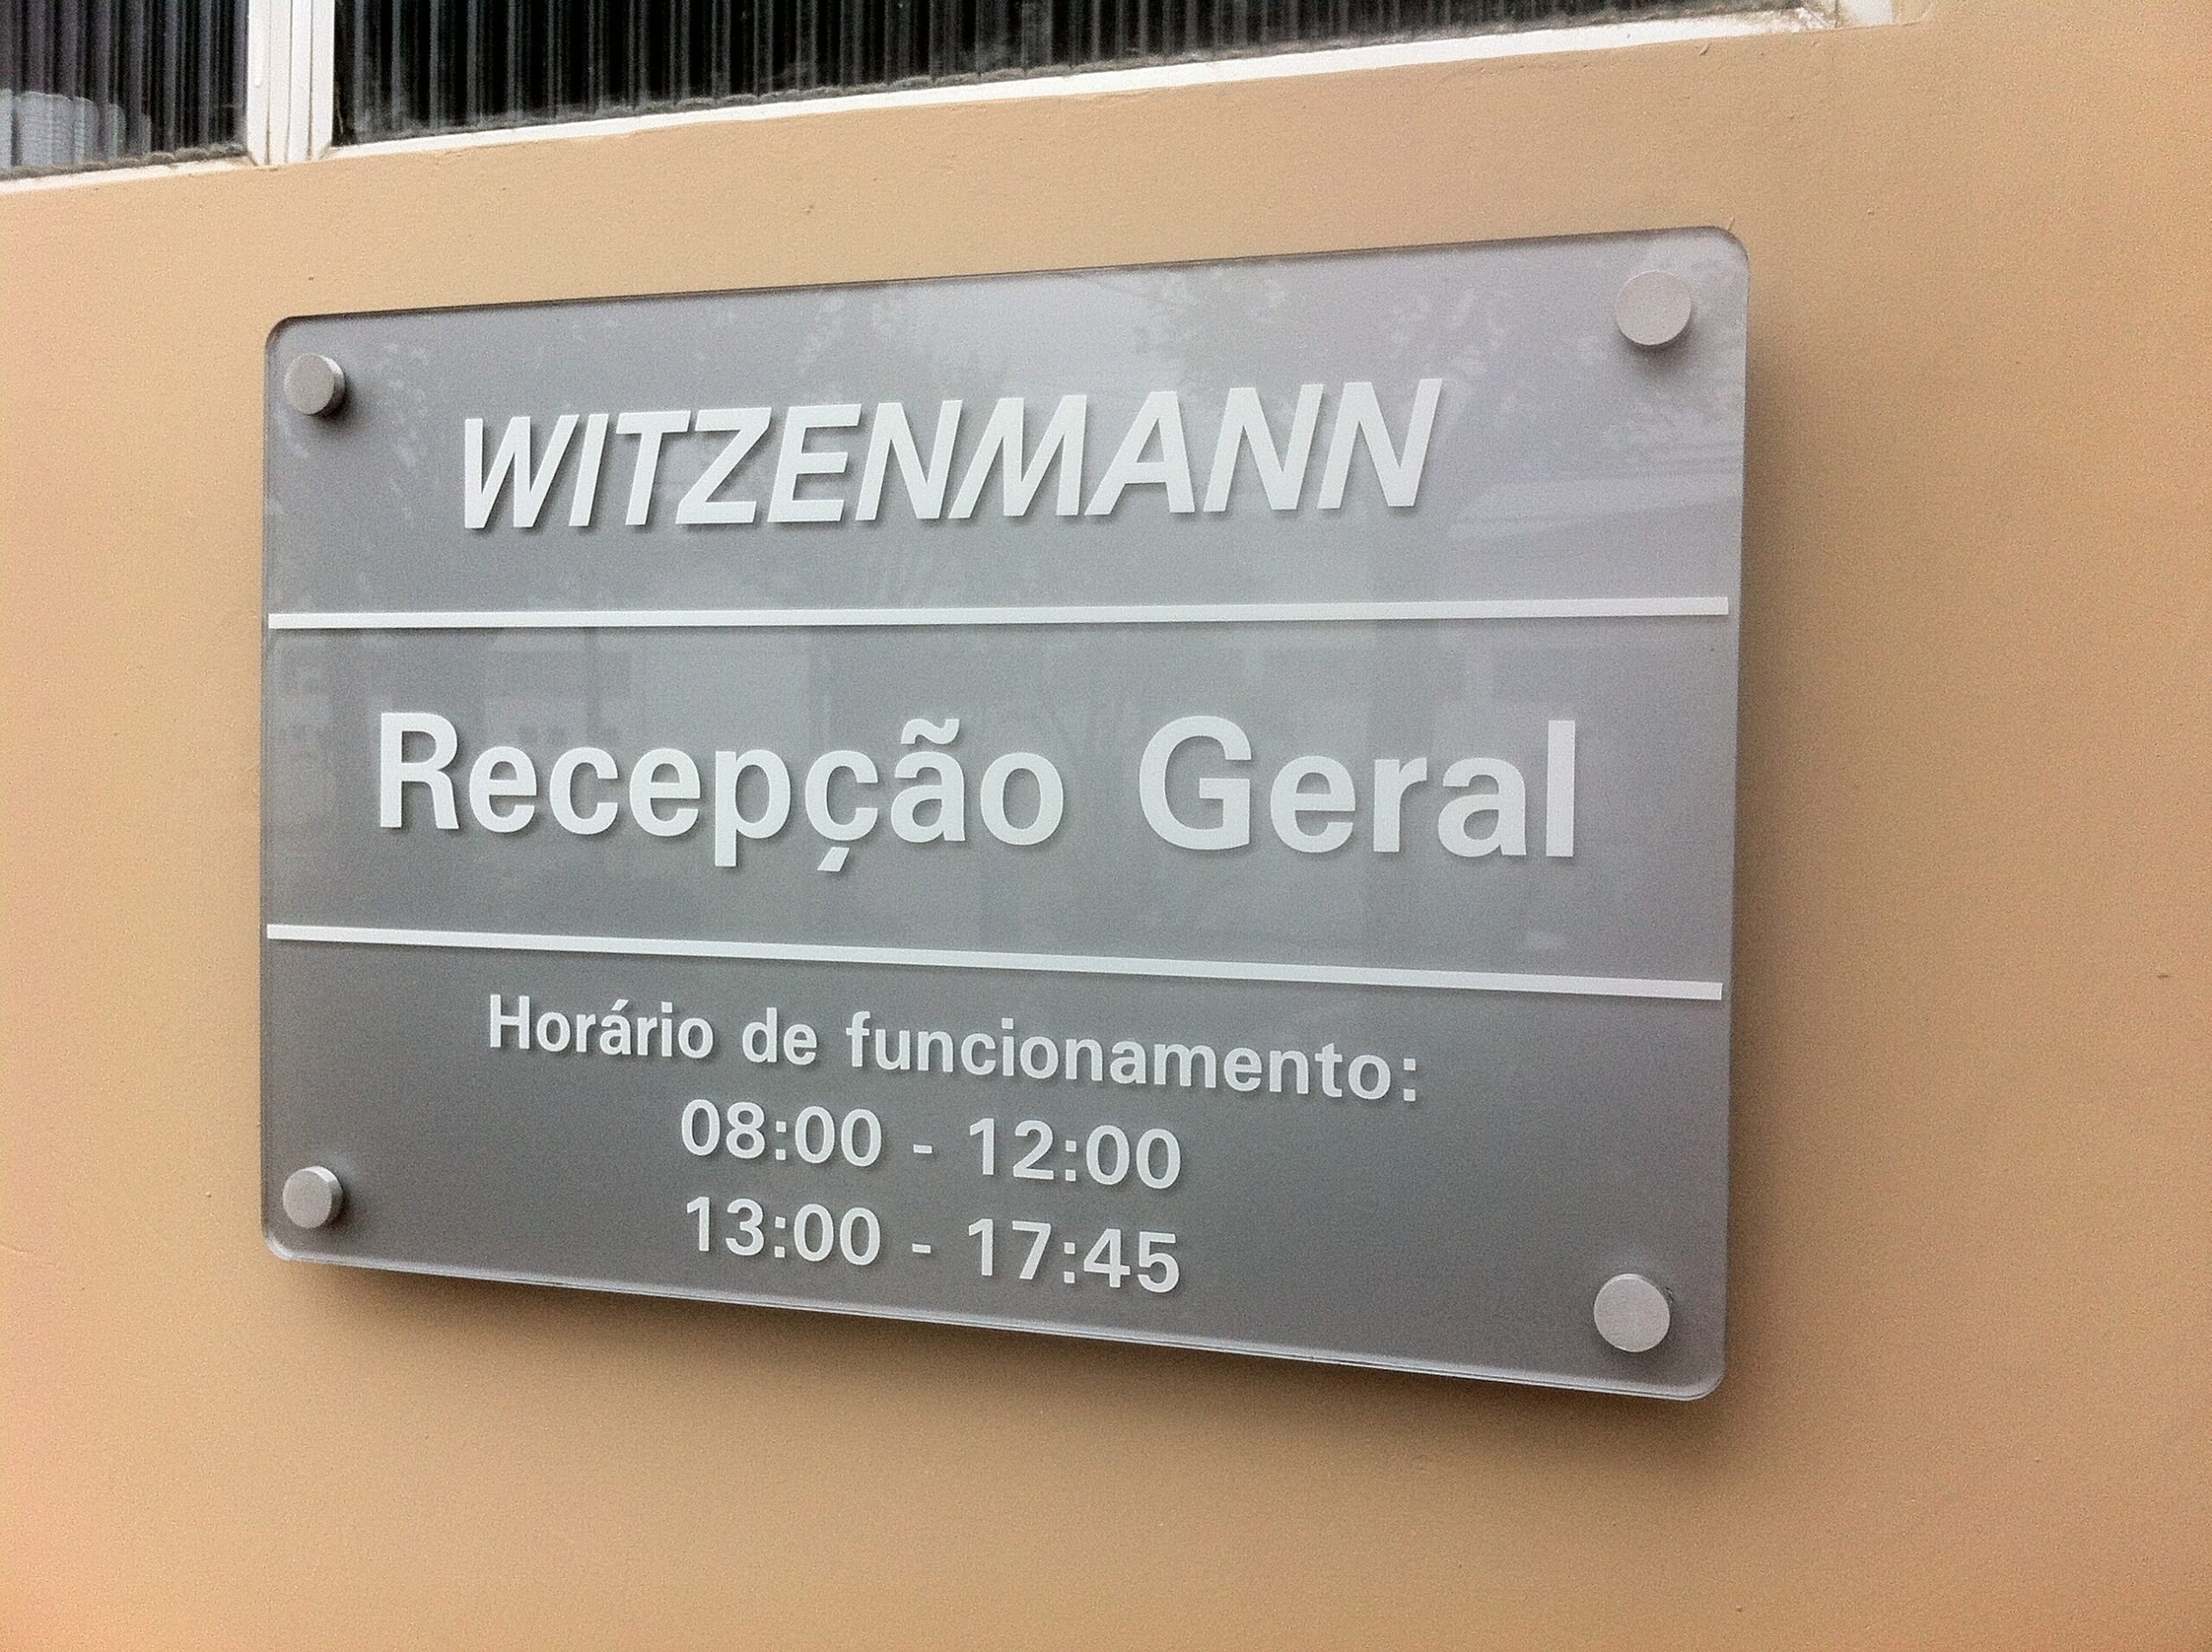 WITZENMANN
Recepção Geral
Horário de funcionamento:
08:00 - 12:00
13:00 - 17:45